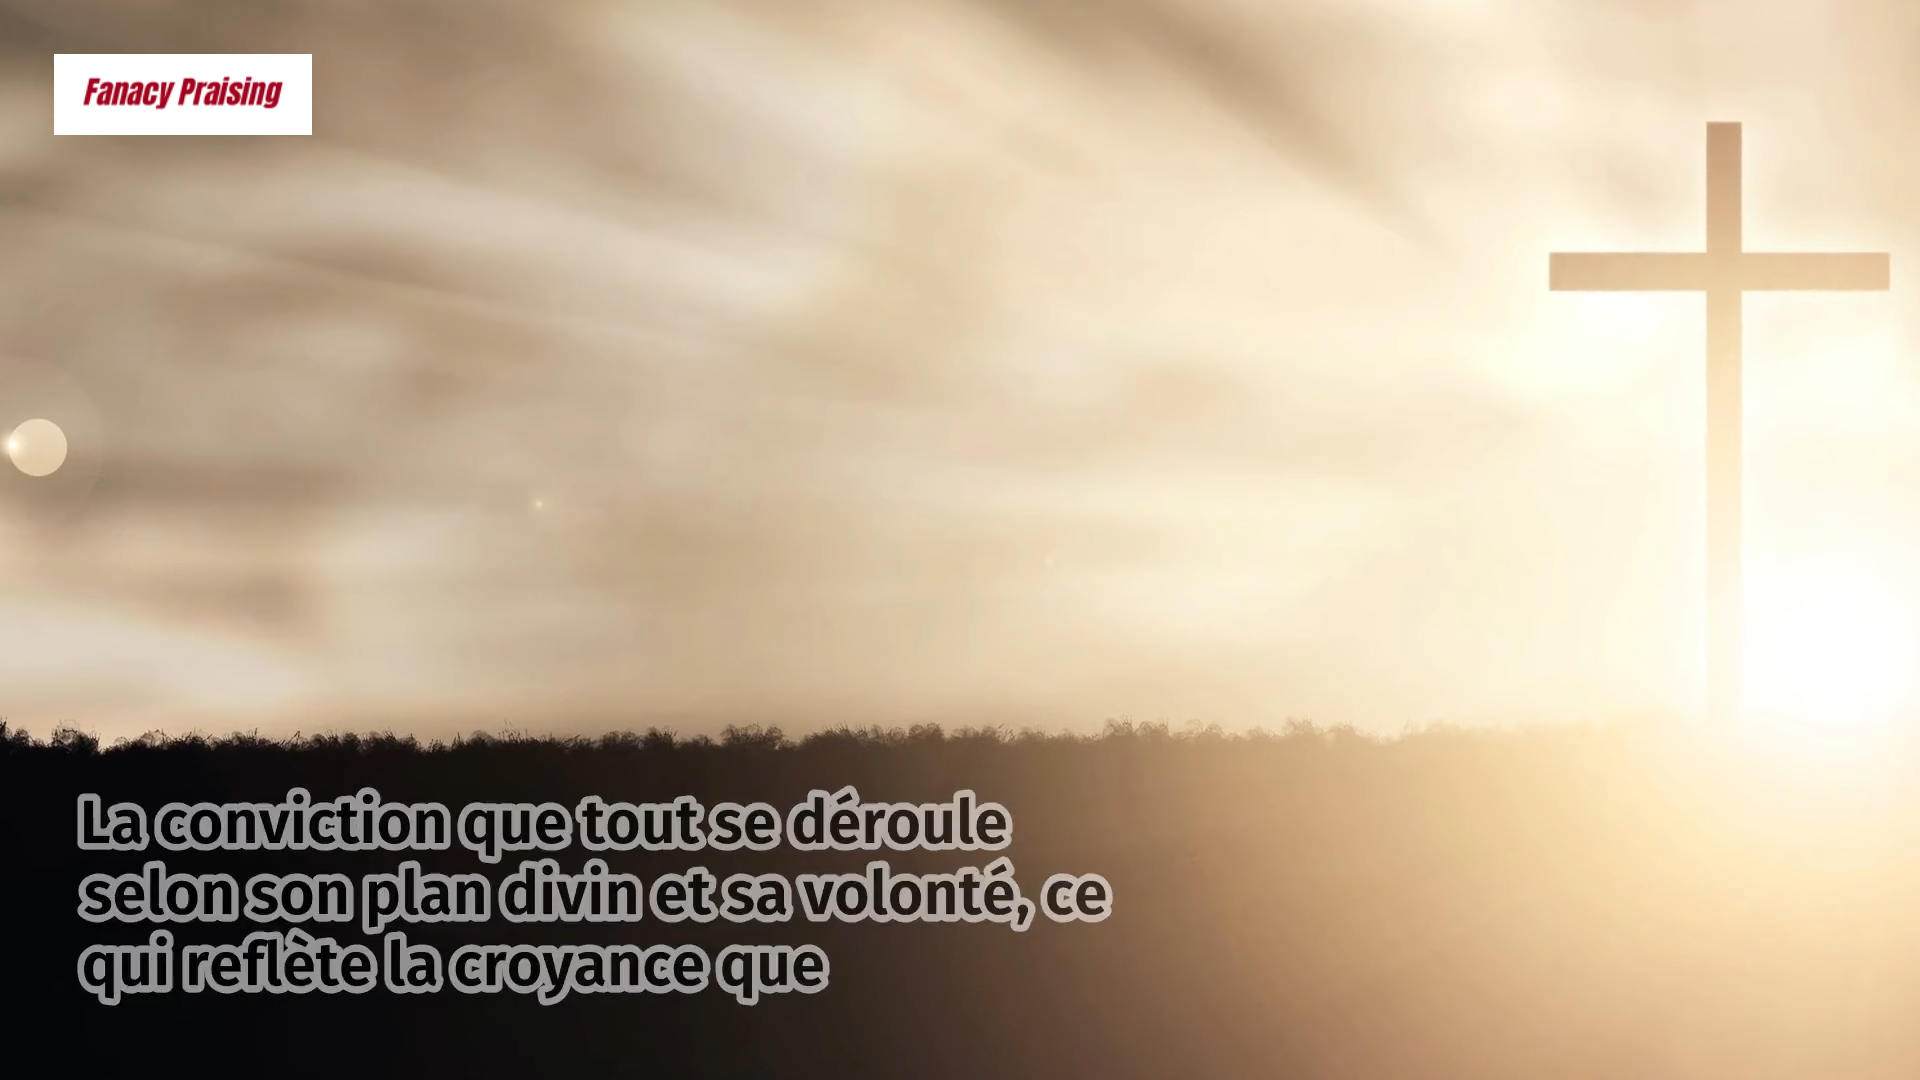 Fanacy Praising
La conviction que tout se déroule
selon son plan divin et sa volonté, ce
qui reflète la croyance que